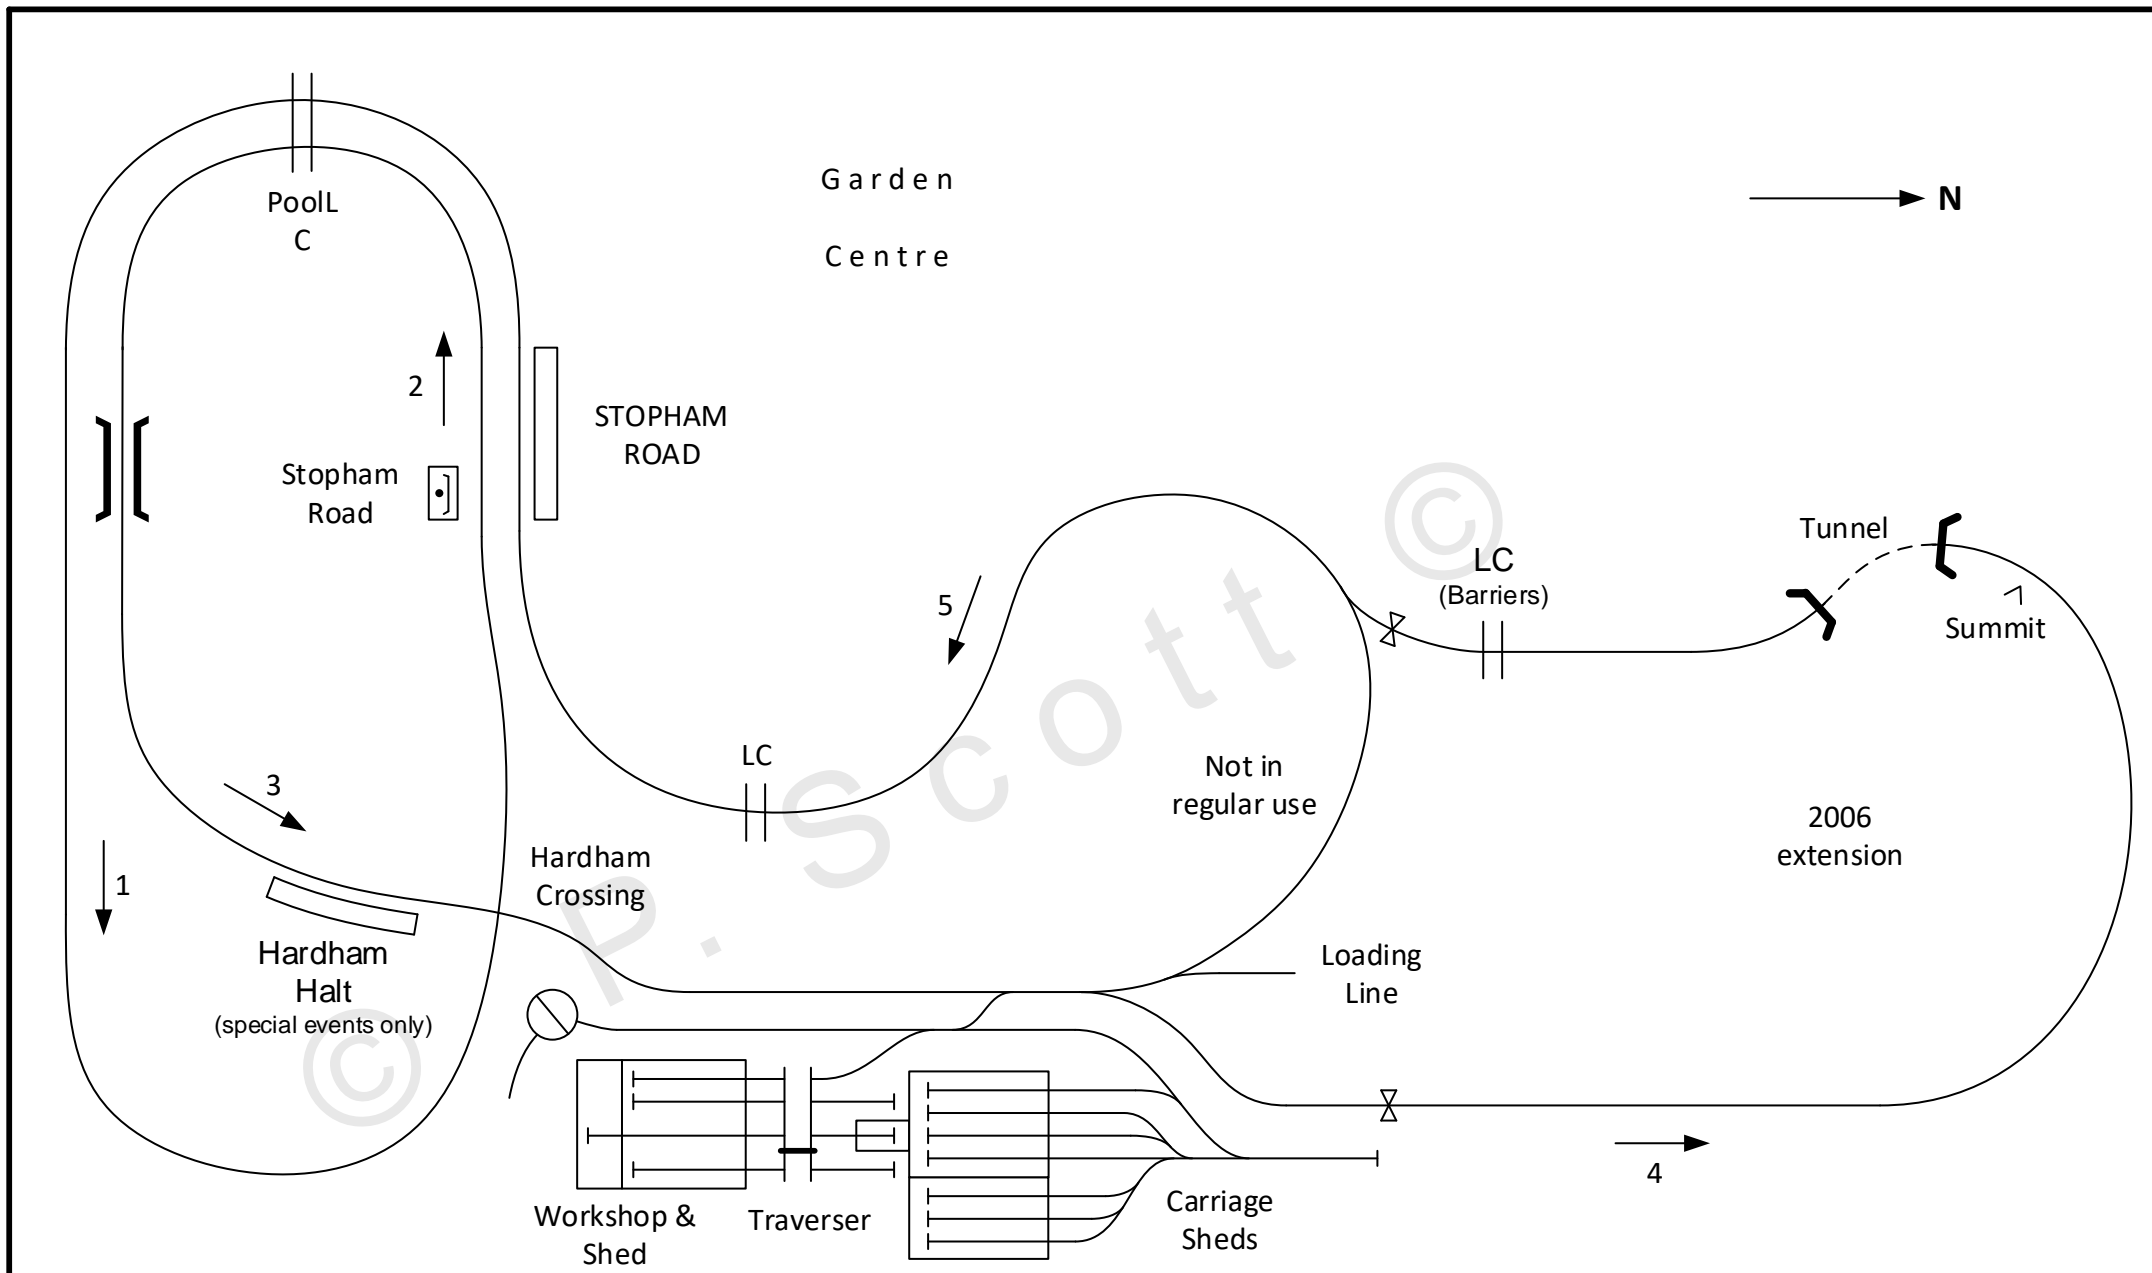 Garden
Centre
N
PoolL
C
2
STOPHAM
ROAD
Stopham
Road
5
LC
(Barriers)
Tunnel
Summit
LC
Not in
regular use
3
1
Hardham
Crossing
2006
extension
Hardham
Halt
(special events only)
Loading
Line
4
Workshop &
Shed
Traverser
Carriage
Sheds
© P. Scott ©